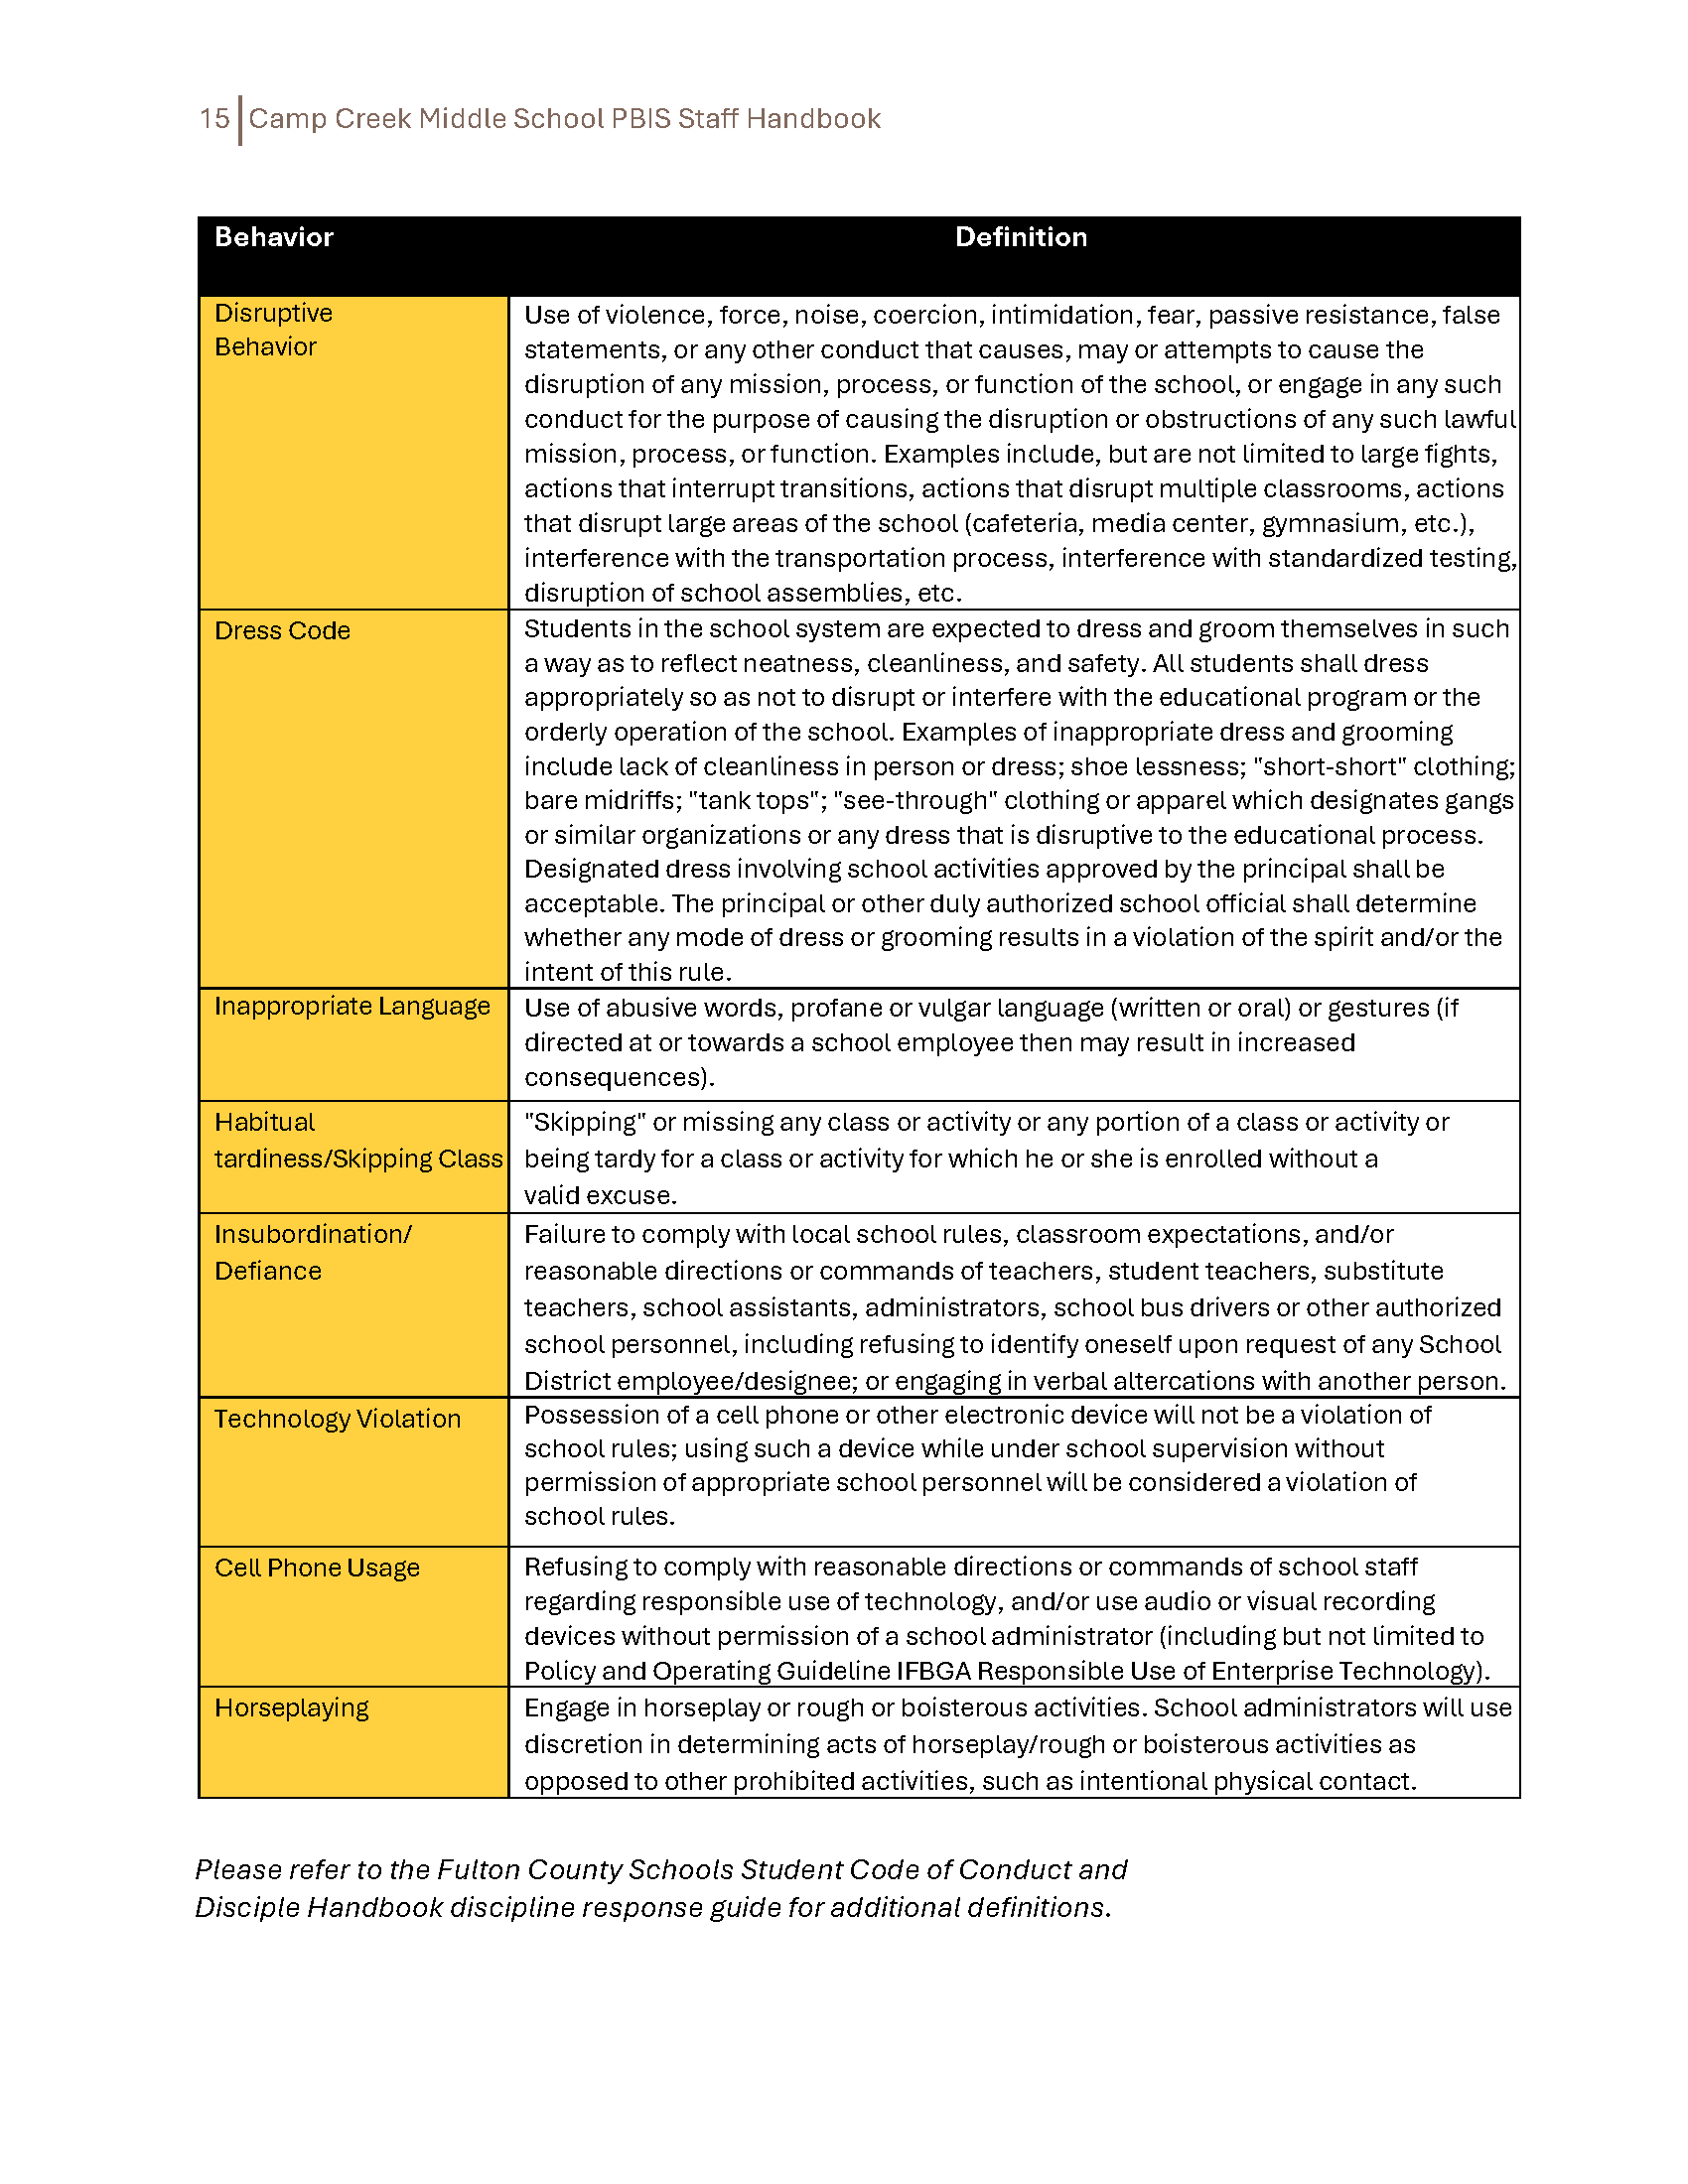 15 Camp Creek Middle School PBIS Staff Handbook
Behavior
Definition
Disruptive
Behavior
Use of violence, force, noise, coercion, intimidation, fear, passive resistance, false
statements, or any other conduct that causes, may or attempts to cause the
disruption of any mission, process, or function of the school, or engage in any such
conduct for the purpose of causing the disruption or obstructions of any such lawful
mission, process, or function. Examples include, but are not limited to large fights,
actions that interrupt transitions, actions that disrupt multiple classrooms, actions
that disrupt large areas of the school (cafeteria, media center, gymnasium, etc.),
interference with the transportation process, interference with standardized testing,
disruption of school assemblies, etc.
Dress Code
Students in the school system are expected to dress and groom themselves in such
a way as to reflect neatness, cleanliness, and safety. All students shall dress
appropriately so as not to disrupt or interfere with the educational program or the
orderly operation of the school. Examples of inappropriate dress and grooming
include lack of cleanliness in person or dress; shoe lessness; "short-short" clothing;
bare midriffs; "tank tops"; "see-through" clothing or apparel which designates gangs
or similar organizations or any dress that is disruptive to the educational process.
Designated dress involving school activities approved by the principal shall be
acceptable. The principal or other duly authorized school official shall determine
whether any mode of dress or grooming results in a violation of the spirit and/or the
intent of this rule.
Inappropriate Language
Use of abusive words, profane or vulgar language (written or oral) or gestures (if
directed at or towards a school employee then may result in increased
consequences).
Habitual
tardiness/Skipping Class
"Skipping" or missing any class or activity or any portion of a class or activity or
being tardy for a class or activity for which he or she is enrolled without a
valid excuse.
Insubordination/
Defiance
Failure to comply with local school rules, classroom expectations, and/or
reasonable directions or commands of teachers, student teachers, substitute
teachers, school assistants, administrators, school bus drivers or other authorized
school personnel, including refusing to identify oneself upon request of any School
District employee/designee; or engaging in verbal altercations with another person.
Technology Violation
Possession of a cell phone or other electronic device will not be a violation of
school rules; using such a device while under school supervision without
permission of appropriate school personnel will be considered a violation of
school rules.
Cell Phone Usage
Refusing to comply with reasonable directions or commands of school staff
regarding responsible use of technology, and/or use audio or visual recording
devices without permission of a school administrator (including but not limited to
Policy and Operating Guideline IFBGA Responsible Use of Enterprise Technology).
Horseplaying
Engage in horseplay or rough or boisterous activities. School administrators will use
discretion in determining acts of horseplay/rough or boisterous activities as
opposed to other prohibited activities, such as intentional physical contact.
Please refer to the Fulton County Schools Student Code of Conduct and
Disciple Handbook discipline response guide for additional definitions.